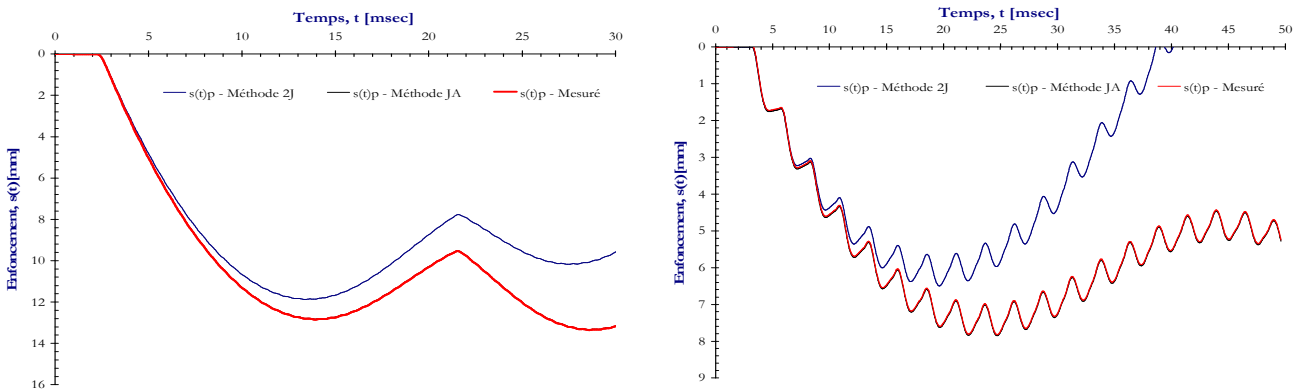 Temps, t [msec]
0 5 10 15 20 25 30
0
2
4
6
8
10
12
14
16
Enfoncement, s(t)[mm]
s(t)p - Méthode 2J s(t)p - Méthode JA s(t)p - Mesuré
Temps, t [msec]
0 5 10 15 20 25 30 35 40 45 50
0
1
2
3
4
5
6
7
8
9
Enfoncement, s(t)[mm]
s(t)p - Méthode 2J s(t)p - Méthode JA s(t)p - Mesuré